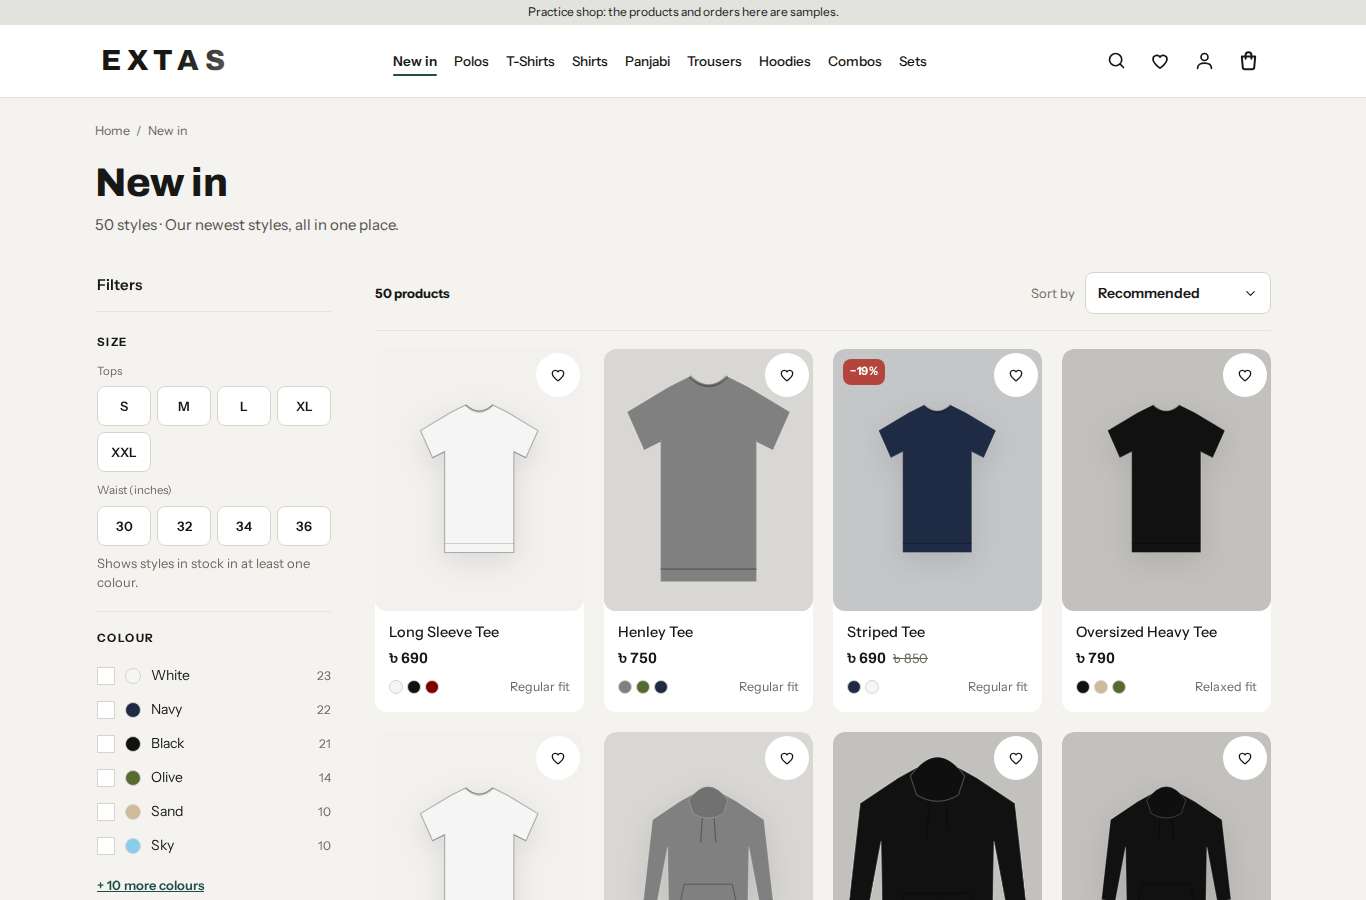 Practice shop: the products and orders here are samples.
EXTAS
New in Polos T-Shirts Shirts Panjabi Trousers Hoodies Combos Sets
Home / New in
New in
50 styles · Our newest styles, all in one place.
Filters
50 products
Sort by Recommended
SIZE
Tops
S M L XL
XXL
Waist (inches)
30 32 34 36
Shows styles in stock in at least one
colour.
COLOUR
White 23
Navy 22
Black 21
Olive 14
Sand 10
Sky 10
+ 10 more colours
−19%
Long Sleeve Tee
৳ 690
Regular fit
Henley Tee
৳ 750
Regular fit
Striped Tee
৳ 690 ৳ 850
Regular fit
Oversized Heavy Tee
৳ 790
Relaxed fit